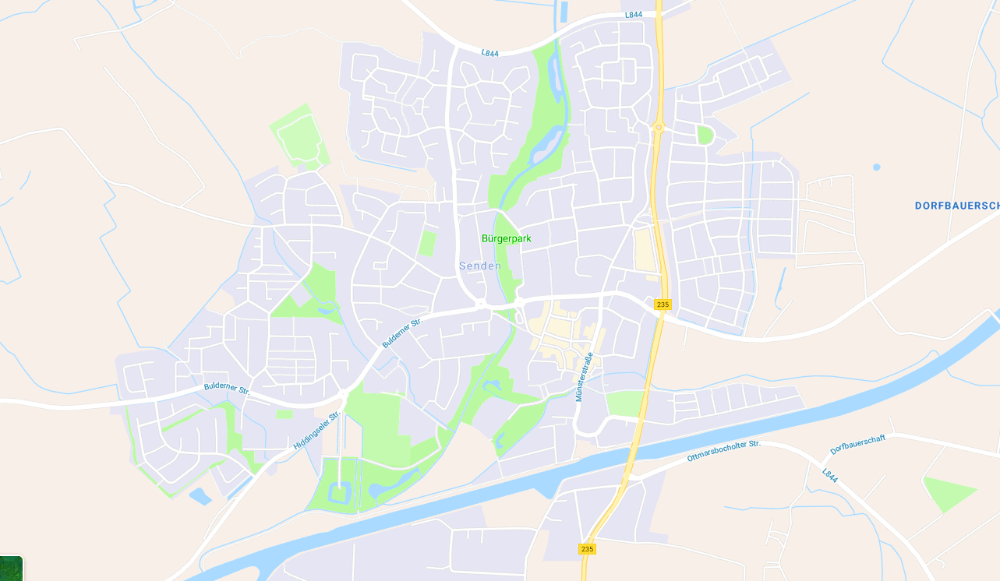 L844
L844
DORFBAUERSCH
Bürgerpark
Senden
235
Bulderner Str.
Münsterstraße
Bulderner Str.
Hiddingseler Str.
Dorfbauerschaft
Ottmarsbocholter Str.
L844
235